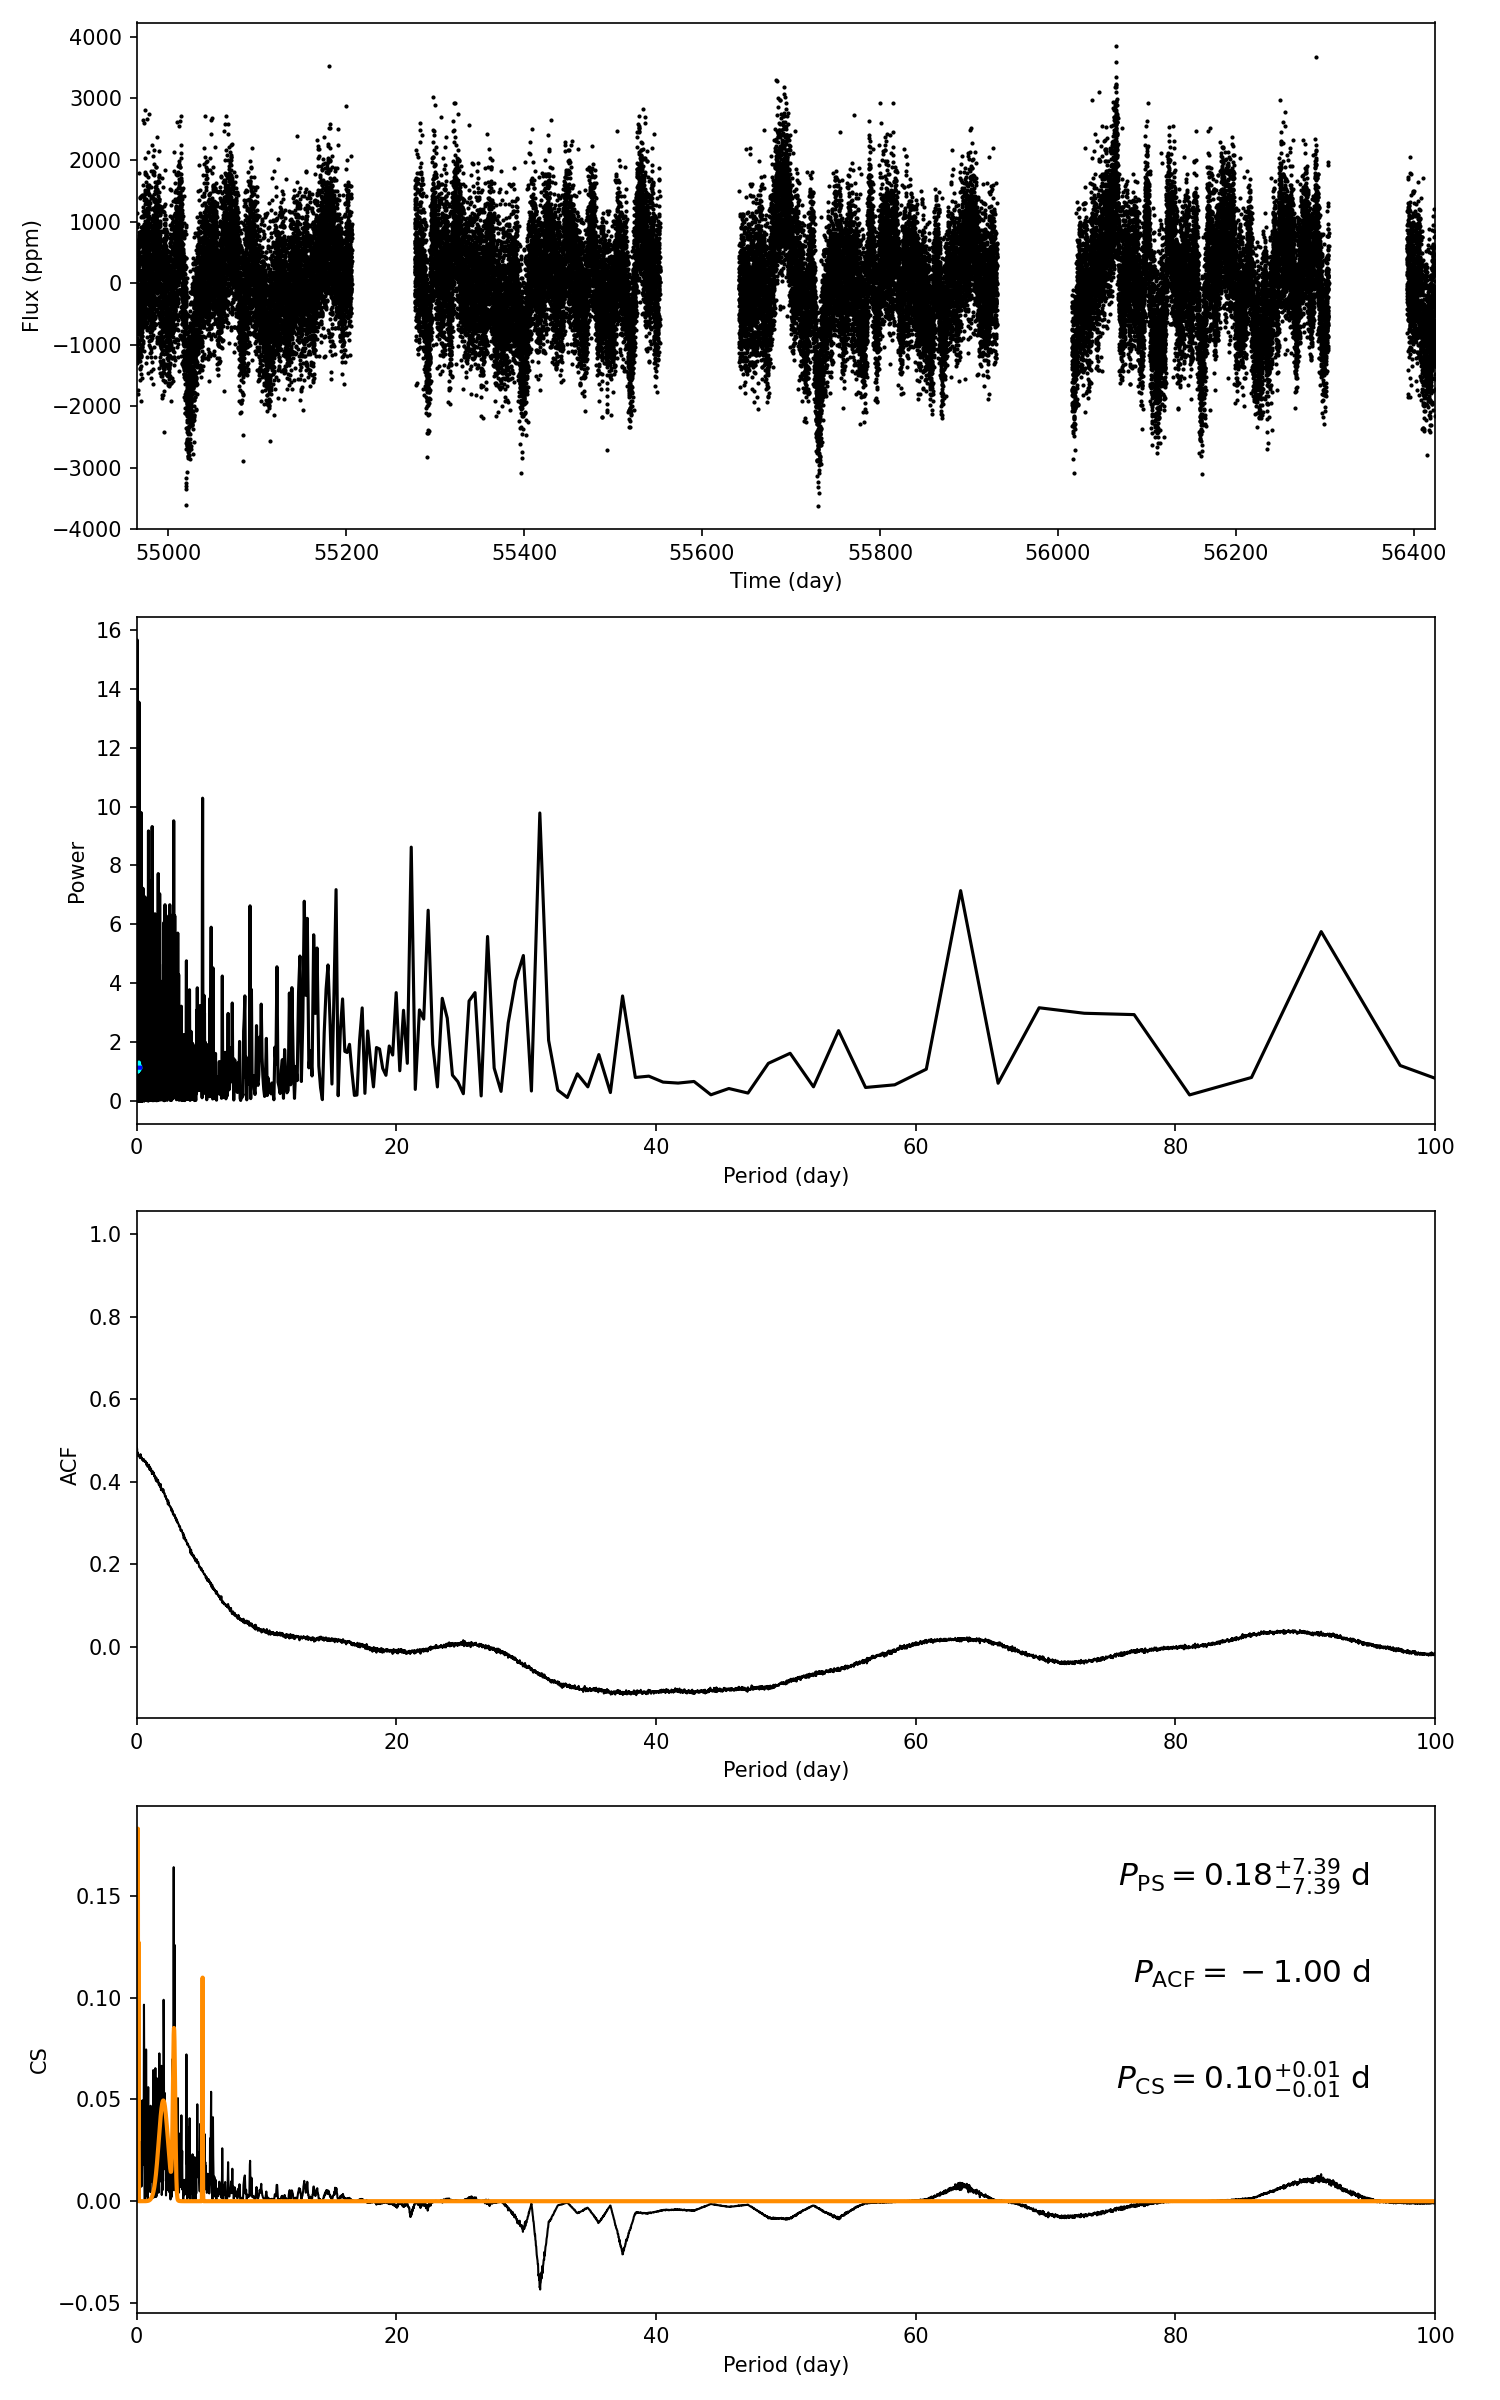 4000
3000
2000
1000
0
−1000
−2000
−3000
−4000
Flux (ppm)
55000 55200 55400 55600 55800 56000 56200 56400
Time (day)
16
14
12
10
8
6
4
2
0
Power
0 20 40 60 80 100
Period (day)
1.0
0.8
0.6
0.4
0.2
0.0
ACF
0 20 40 60 80 100
Period (day)
0.15
0.10
0.05
0.00
−0.05
CS
P_PS = 0.18^{+7.39}_{−7.39} d
P_ACF = −1.00 d
P_CS = 0.10^{+0.01}_{−0.01} d
0 20 40 60 80 100
Period (day)